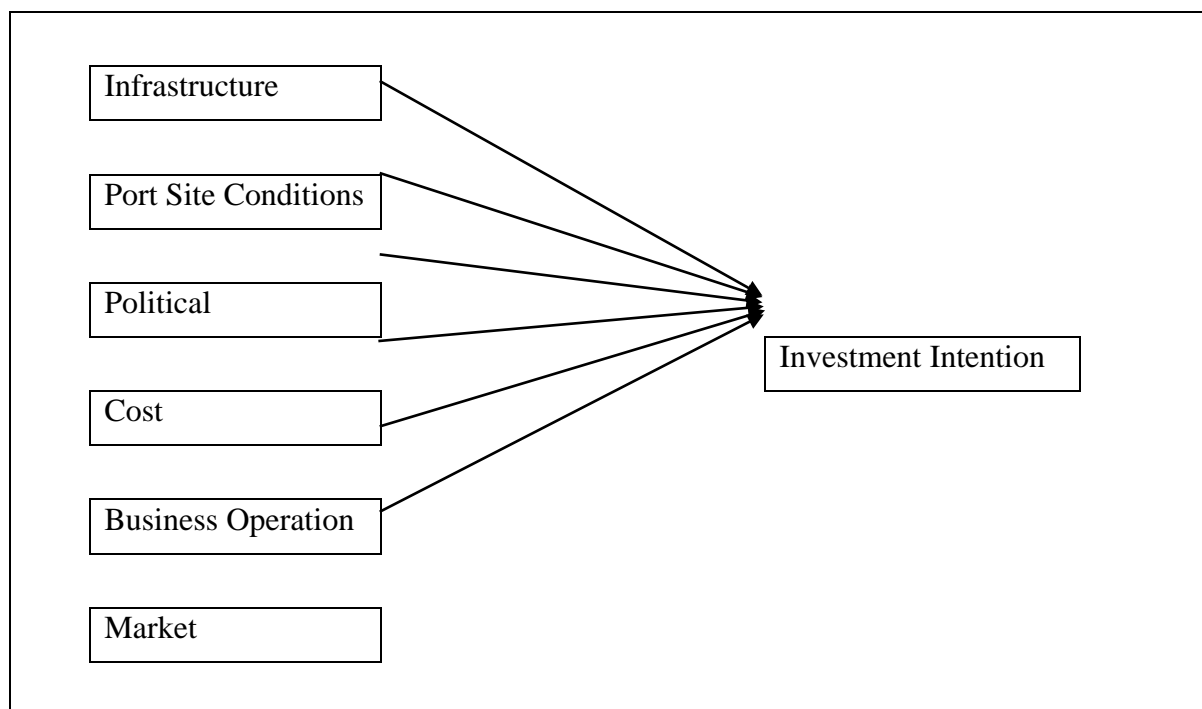 Infrastructure
Port Site Conditions
Political
Cost
Business Operation
Market
Investment Intention